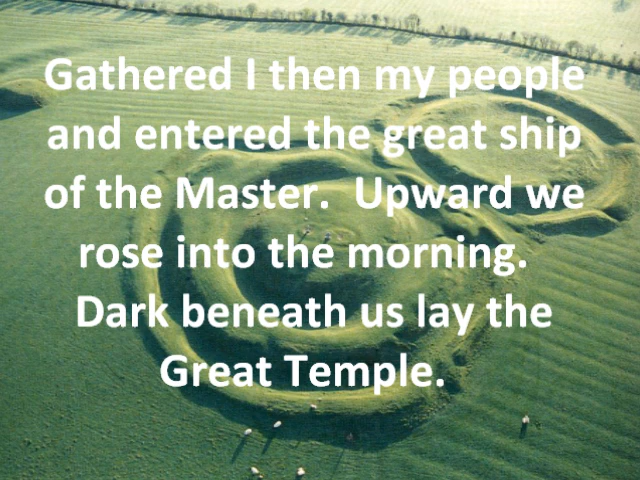 Gathered I then my people
and entered the great ship
of the Master.  Upward we
rose into the morning.
Dark beneath us lay the
Great Temple.